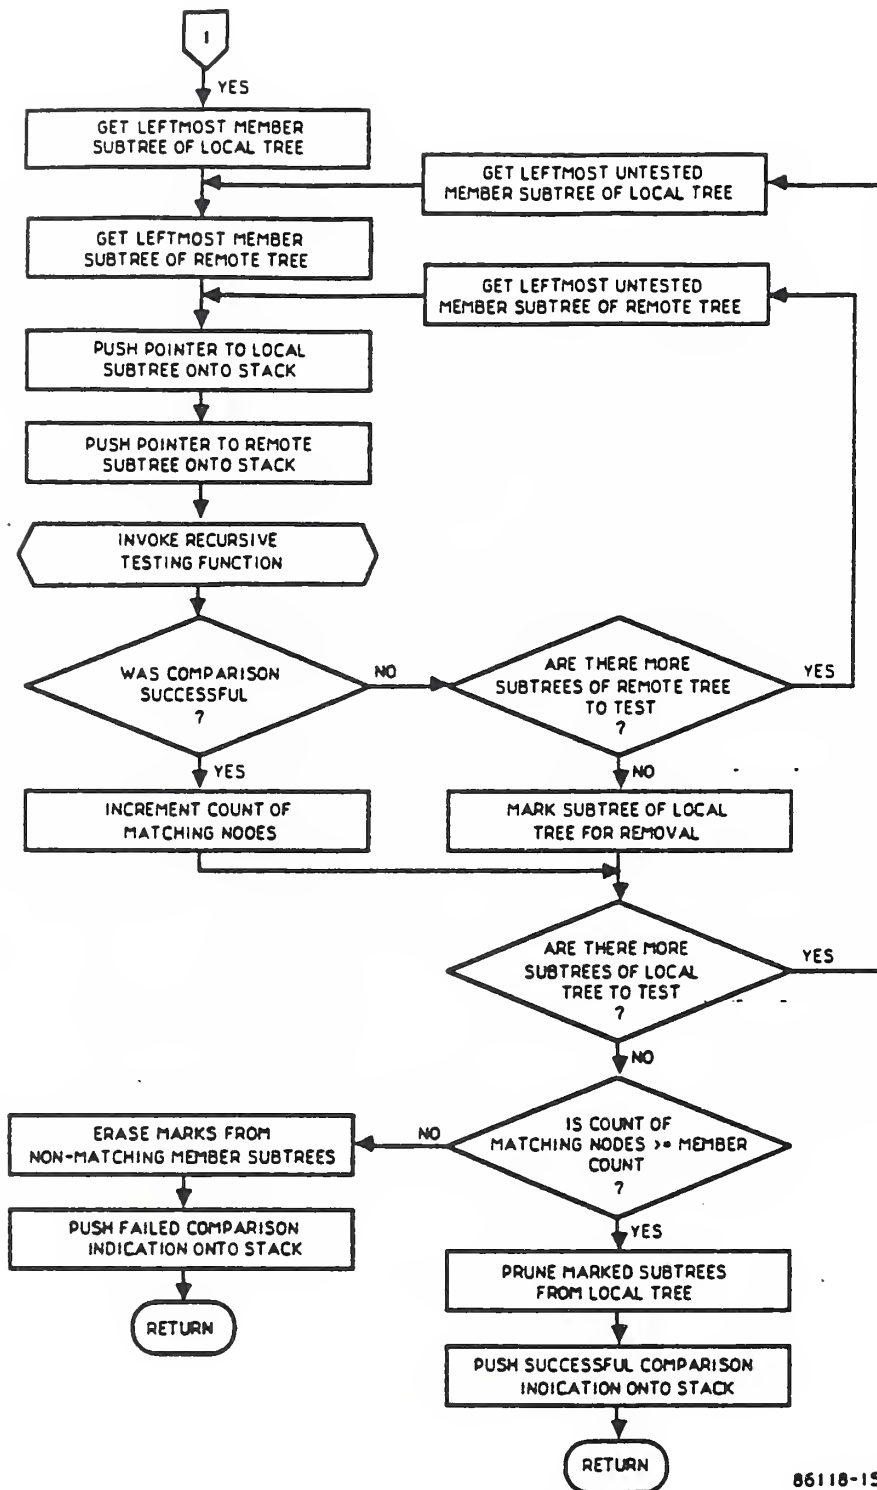 1
YES
GET LEFTMOST MEMBER
SUBTREE OF LOCAL TREE
GET LEFTMOST UNTESTED
MEMBER SUBTREE OF LOCAL TREE
GET LEFTMOST MEMBER
SUBTREE OF REMOTE TREE
GET LEFTMOST UNTESTED
MEMBER SUBTREE OF REMOTE TREE
PUSH POINTER TO LOCAL
SUBTREE ONTO STACK
PUSH POINTER TO REMOTE
SUBTREE ONTO STACK
INVOKE RECURSIVE
TESTING FUNCTION
WAS COMPARISON
SUCCESSFUL
?
NO
ARE THERE MORE
SUBTREES OF REMOTE TREE
TO TEST
?
YES
YES
NO
INCREMENT COUNT OF
MATCHING NODES
MARK SUBTREE OF LOCAL
TREE FOR REMOVAL
ARE THERE MORE
SUBTREES OF LOCAL
TREE TO TEST
?
YES
NO
IS COUNT OF
MATCHING NODES >= MEMBER
COUNT
?
NO
ERASE MARKS FROM
NON-MATCHING MEMBER SUBTREES
PUSH FAILED COMPARISON
INDICATION ONTO STACK
RETURN
YES
PRUNE MARKED SUBTREES
FROM LOCAL TREE
PUSH SUCCESSFUL COMPARISON
INDICATION ONTO STACK
RETURN
86118-15